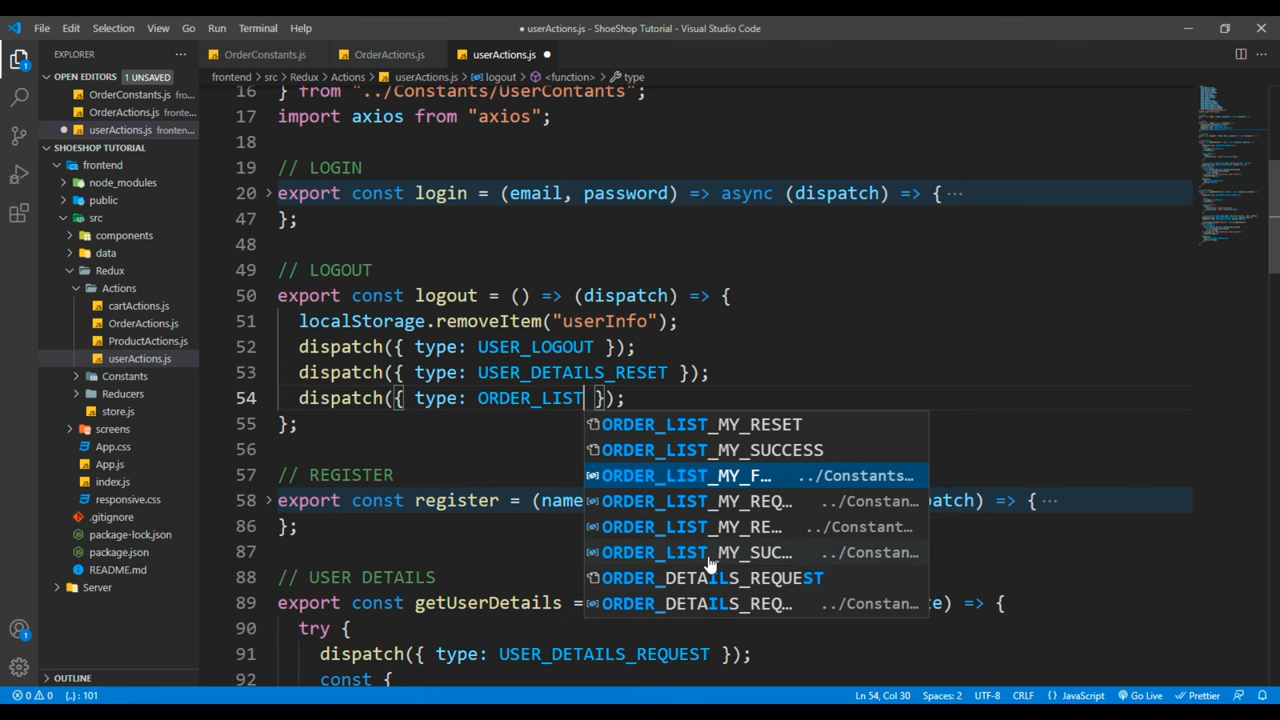 File Edit Selection View Go Run Terminal Help
● userActions.js - ShoeShop Tutorial - Visual Studio Code
EXPLORER
OrderConstants.js
OrderActions.js
userActions.js ●
OPEN EDITORS 1 UNSAVED
OrderConstants.js fro...
OrderActions.js fronte...
● userActions.js fronten...
SHOESHOP TUTORIAL
frontend
node_modules
public
src
components
data
Redux
Actions
cartActions.js
OrderActions.js
ProductActions.js
userActions.js
Constants
Reducers
store.js
screens
App.css
App.js
index.js
responsive.css
.gitignore
package-lock.json
package.json
README.md
Server
OUTLINE
frontend > src > Redux > Actions > userActions.js > logout > <function> > type
16 } from "../Constants/UserContants";
17 import axios from "axios";
18
19 // LOGIN
20 export const login = (email, password) => async (dispatch) => {···
47 };
48
49 // LOGOUT
50 export const logout = () => (dispatch) => {
51 localStorage.removeItem("userInfo");
52 dispatch({ type: USER_LOGOUT });
53 dispatch({ type: USER_DETAILS_RESET });
54 dispatch({ type: ORDER_LIST });
55 };
56
57 // REGISTER
58 export const register = (name patch) => {···
86 };
87
88 // USER DETAILS
89 export const getUserDetails = e) => {
90 try {
91 dispatch({ type: USER_DETAILS_REQUEST });
92 const {
ORDER_LIST_MY_RESET
ORDER_LIST_MY_SUCCESS
ORDER_LIST_MY_F... ../Constants...
ORDER_LIST_MY_REQ... ../Constan...
ORDER_LIST_MY_RE... ../Constant...
ORDER_LIST_MY_SUC... ../Constan...
ORDER_DETAILS_REQUEST
ORDER_DETAILS_REQ... ../Constan...
0 0 {..}: 101
Ln 54, Col 30 Spaces: 2 UTF-8 CRLF {} JavaScript Go Live Prettier